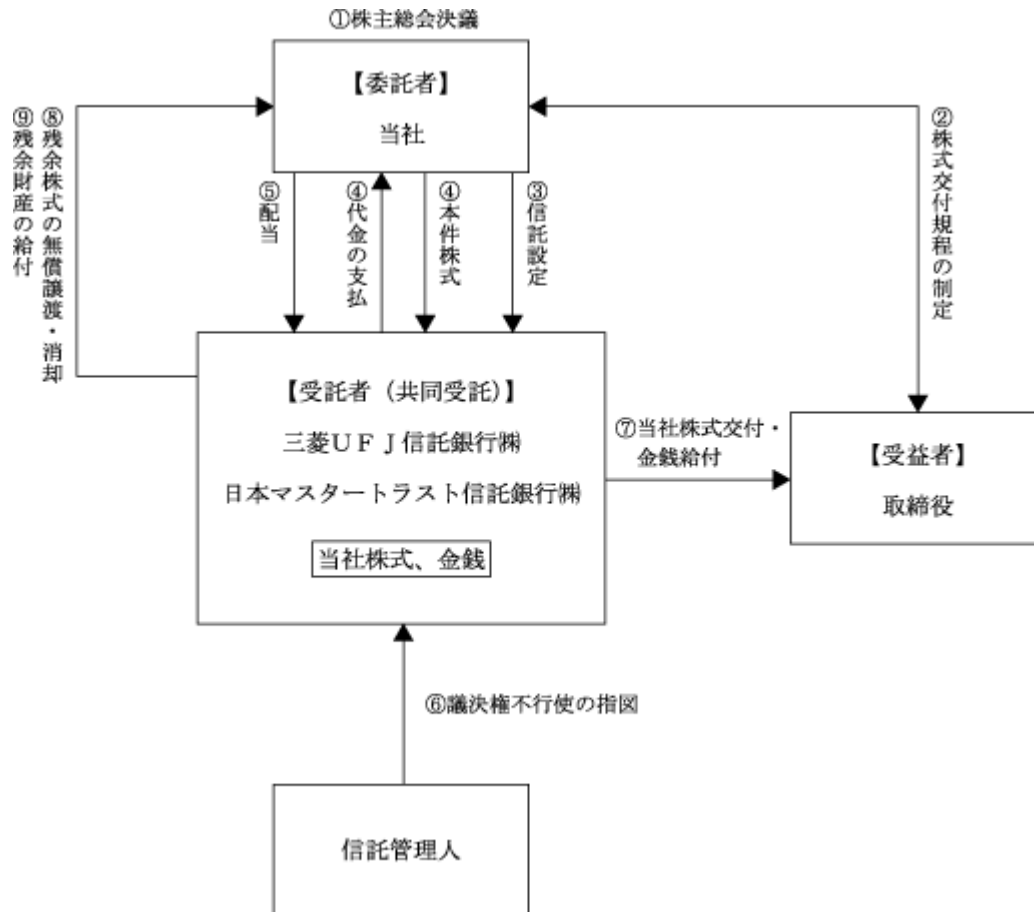 ①株主総会決議
【委託者】
当社
⑨残余財産の給付
⑧残余株式の無償譲渡・消却
⑤配当
④代金の支払
④本件株式
③信託設定
②株式交付規程の制定
【受託者（共同受託）】
三菱ＵＦＪ信託銀行㈱
日本マスタートラスト信託銀行㈱
当社株式、金銭
⑦当社株式交付・
金銭給付
【受益者】
取締役
⑥議決権不行使の指図
信託管理人